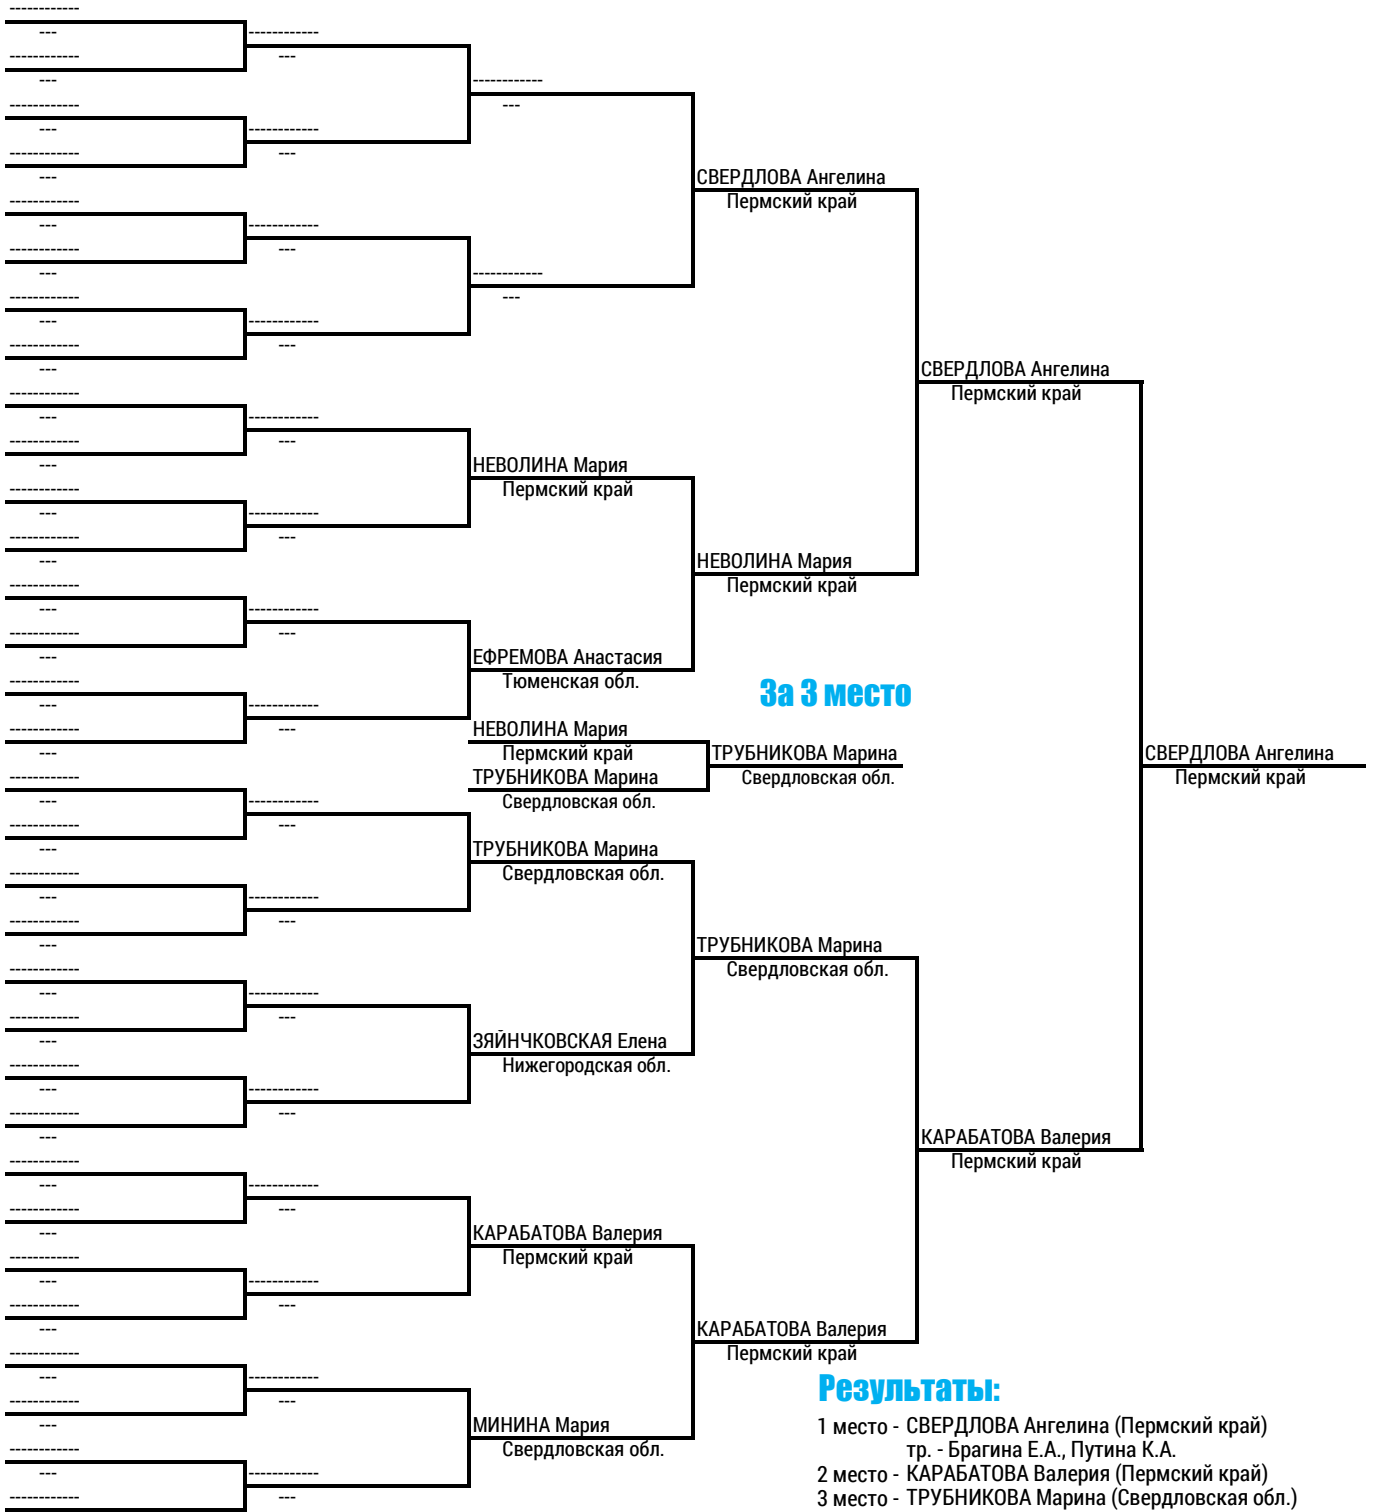 СВЕРДЛОВА Ангелина
Пермский край
СВЕРДЛОВА Ангелина
Пермский край
НЕВОЛИНА Мария
Пермский край
НЕВОЛИНА Мария
Пермский край
ЕФРЕМОВА Анастасия
Тюменская обл.
За 3 место
НЕВОЛИНА Мария
Пермский край
ТРУБНИКОВА Марина
Свердловская обл.
ТРУБНИКОВА Марина
Свердловская обл.
СВЕРДЛОВА Ангелина
Пермский край
ТРУБНИКОВА Марина
Свердловская обл.
ТРУБНИКОВА Марина
Свердловская обл.
ЗЯЙНЧКОВСКАЯ Елена
Нижегородская обл.
КАРАБАТОВА Валерия
Пермский край
КАРАБАТОВА Валерия
Пермский край
КАРАБАТОВА Валерия
Пермский край
МИНИНА Мария
Свердловская обл.
Результаты:
1 место - СВЕРДЛОВА Ангелина (Пермский край)
тр. - Брагина Е.А., Путина К.А.
2 место - КАРАБАТОВА Валерия (Пермский край)
3 место - ТРУБНИКОВА Марина (Свердловская обл.)